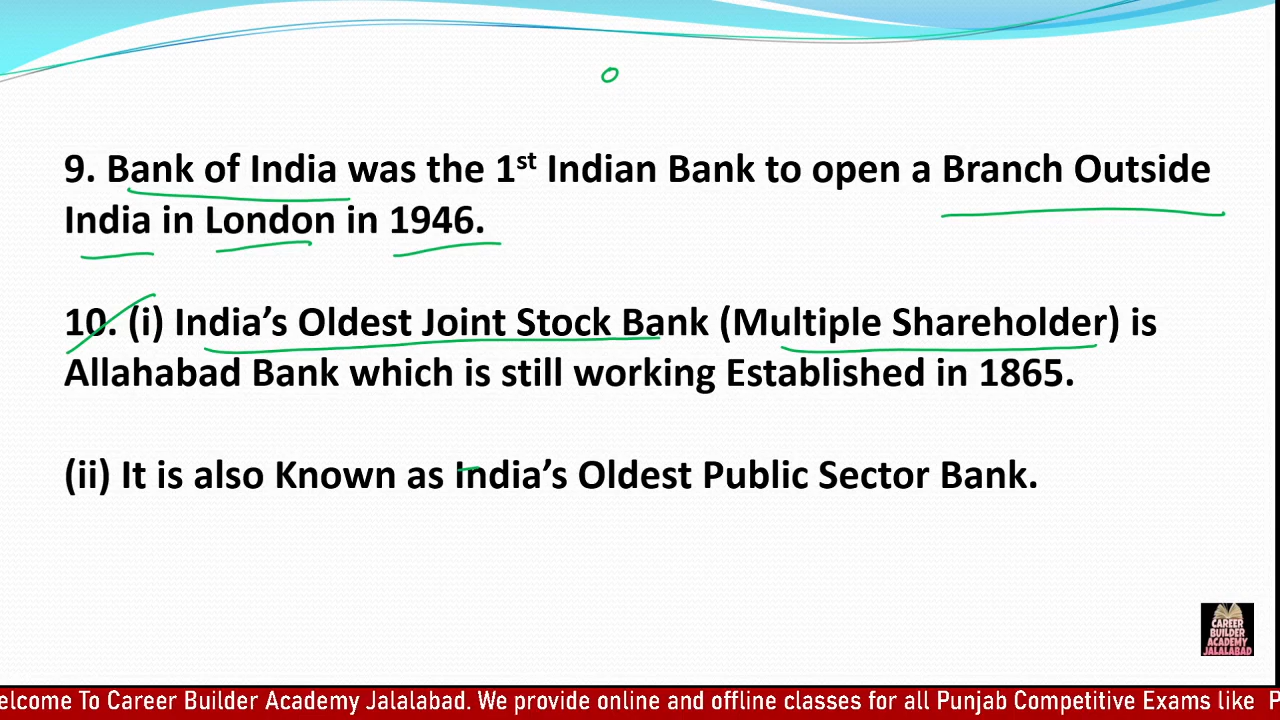 9. Bank of India was the 1st Indian Bank to open a Branch Outside
India in London in 1946.
10. (i) India’s Oldest Joint Stock Bank (Multiple Shareholder) is
Allahabad Bank which is still working Established in 1865.
(ii) It is also Known as India’s Oldest Public Sector Bank.
CAREER
BUILDER
ACADEMY
JALALABAD
elcome To Career Builder Academy Jalalabad. We provide online and offline classes for all Punjab Competitive Exams like P